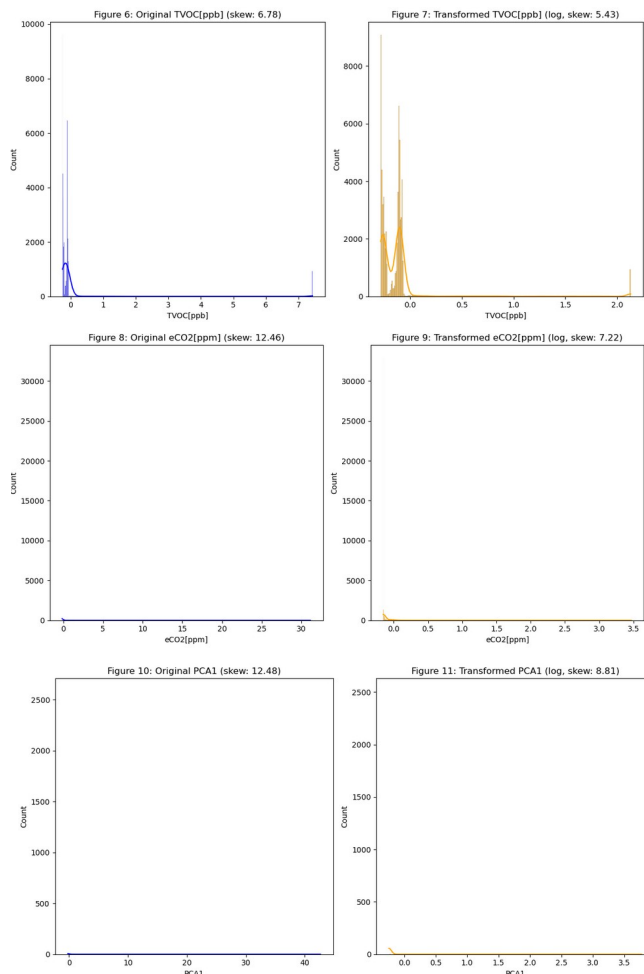 Figure 6: Original TVOC[ppb] (skew: 6.78)
10000
8000
6000
4000
2000
0
Count
0 1 2 3 4 5 6 7
TVOC[ppb]
Figure 7: Transformed TVOC[ppb] (log, skew: 5.43)
8000
6000
4000
2000
0
Count
0.0 0.5 1.0 1.5 2.0
TVOC[ppb]
Figure 8: Original eCO2[ppm] (skew: 12.46)
30000
25000
20000
15000
10000
5000
0
Count
0 5 10 15 20 25 30
eCO2[ppm]
Figure 9: Transformed eCO2[ppm] (log, skew: 7.22)
30000
25000
20000
15000
10000
5000
0
Count
0.0 0.5 1.0 1.5 2.0 2.5 3.0 3.5
eCO2[ppm]
Figure 10: Original PCA1 (skew: 12.48)
2500
2000
1500
1000
500
0
Count
0 10 20 30 40
PCA1
Figure 11: Transformed PCA1 (log, skew: 8.81)
2500
2000
1500
1000
500
0
Count
0.0 0.5 1.0 1.5 2.0 2.5 3.0 3.5
PCA1